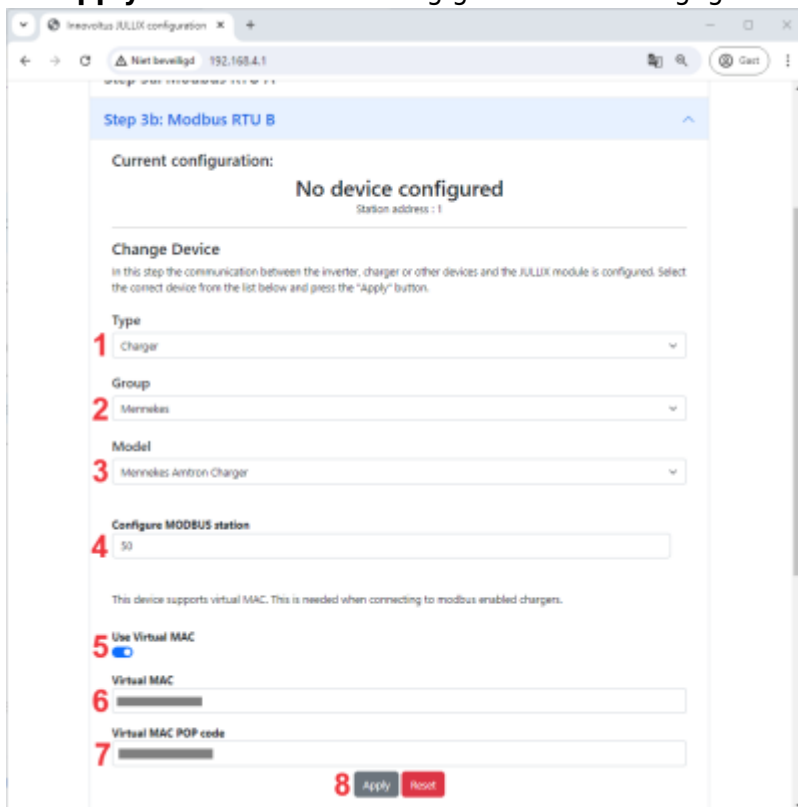 Innovoltus JULLIX configuration
Niet beveiligd 192.168.4.1
Gast
Step 3b: Modbus RTU B
Current configuration:
No device configured
Station address : 1
Change Device
In this step the communication between the inverter, charger or other devices and the JULLIX module is configured. Select
the correct device from the list below and press the "Apply" button.
Type
1 Charger
Group
2 Mennekes
Model
3 Mennekes Amtron Charger
Configure MODBUS station
4 50
This device supports virtual MAC. This is needed when connecting to modbus enabled chargers.
5 Use Virtual MAC
Virtual MAC
6
Virtual MAC POP code
7
8 Apply Reset